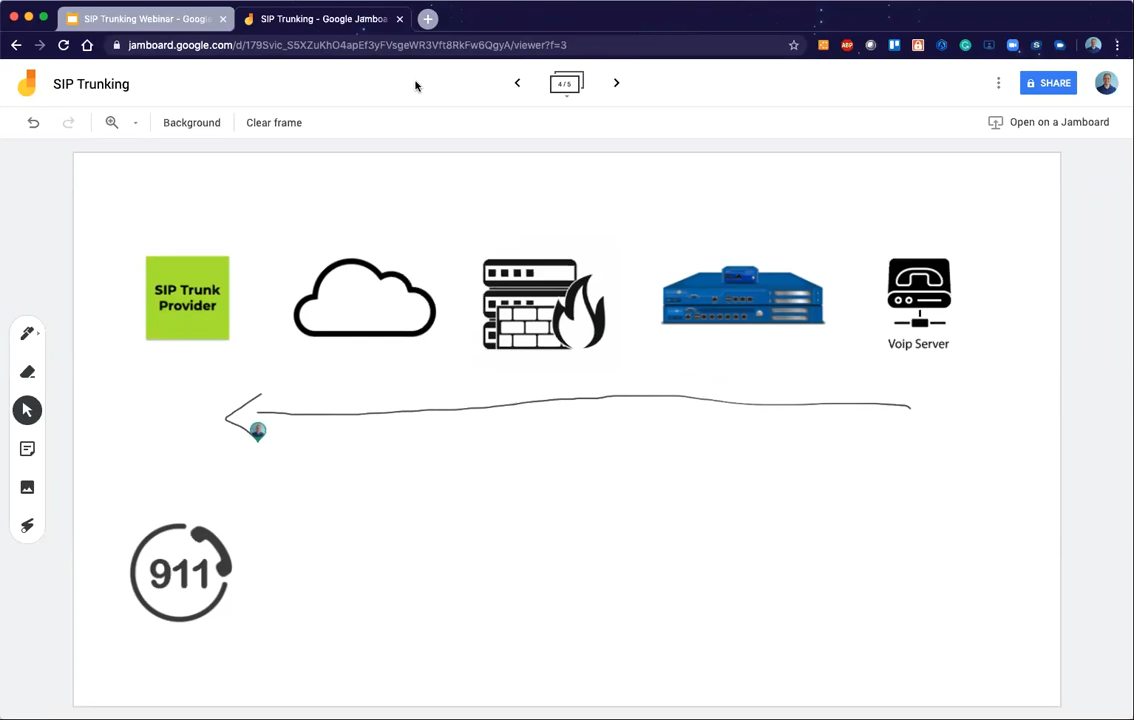 SIP Trunking Webinar - Googl
SIP Trunking - Google Jamboa
jamboard.google.com/d/179Svic_S5XZuKhO4apEf3yFVsgeWR3Vft8RkFw6QgyA/viewer?f=3
ABP
SIP Trunking
4 / 5
SHARE
Background
Clear frame
Open on a Jamboard
SIP Trunk
Provider
Voip Server
911